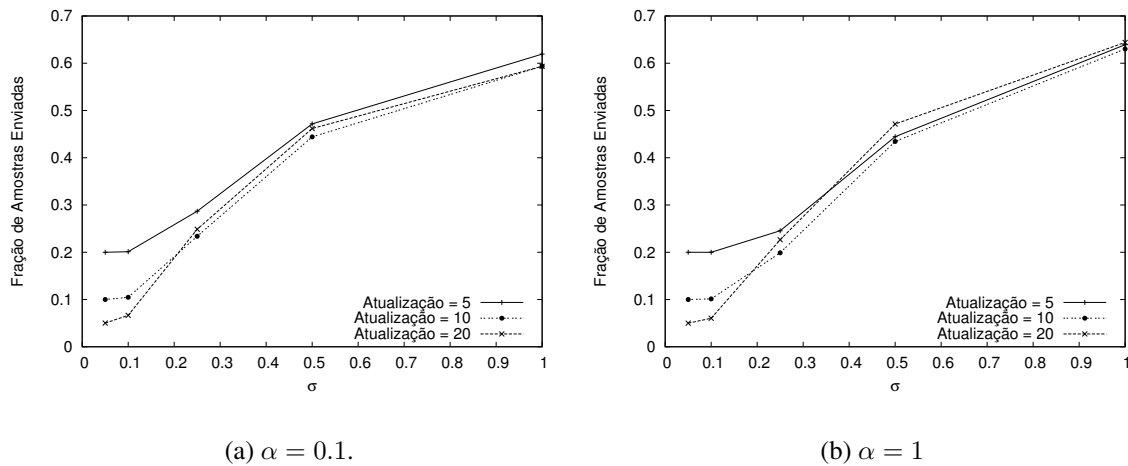 0.7
0.6
0.5
0.4
0.3
0.2
0.1
0
Fração de Amostras Enviadas
0 0.1 0.2 0.3 0.4 0.5 0.6 0.7 0.8 0.9 1
σ
Atualização = 5
Atualização = 10
Atualização = 20
(a) α = 0.1.
0.7
0.6
0.5
0.4
0.3
0.2
0.1
0
Fração de Amostras Enviadas
0 0.1 0.2 0.3 0.4 0.5 0.6 0.7 0.8 0.9 1
σ
Atualização = 5
Atualização = 10
Atualização = 20
(b) α = 1